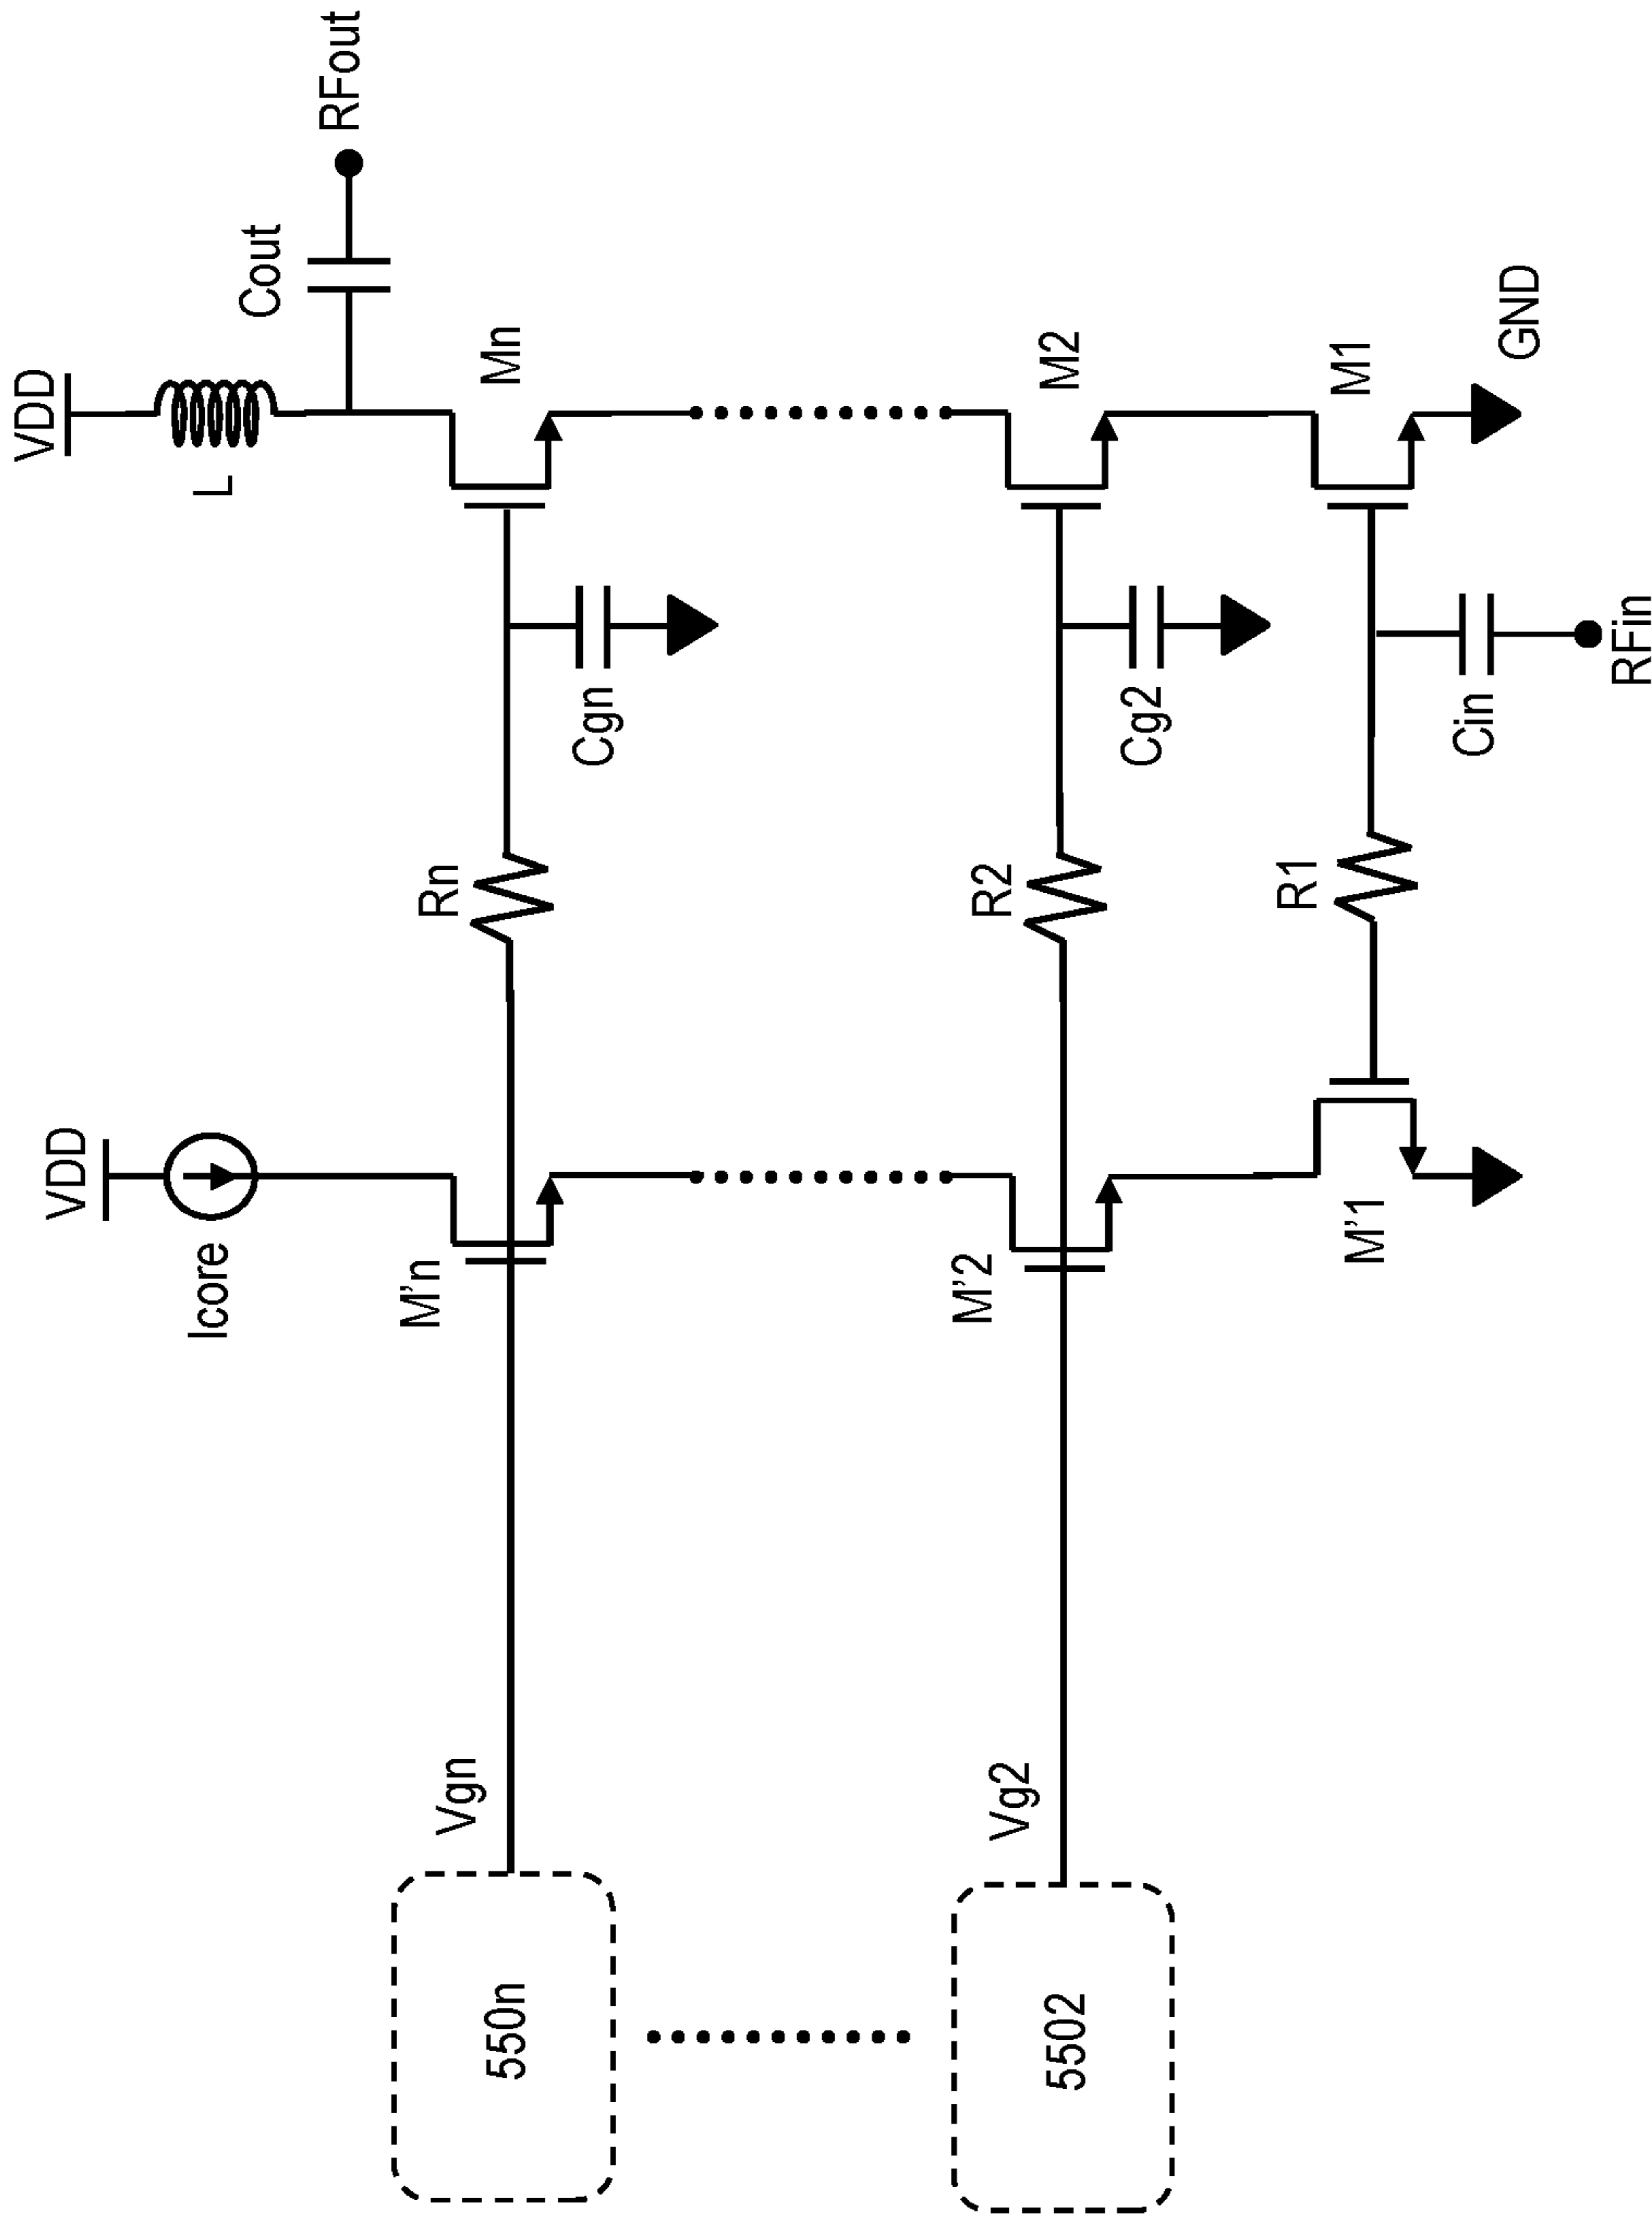 VDD
L
Cout
RFout
Mn
VDD
Icore
M'n
Rn
Cgn
Vgn
550n
M2
M'2
R2
Cg2
Vg2
5502
M1
M'1
R1
Cin
RFin
GND